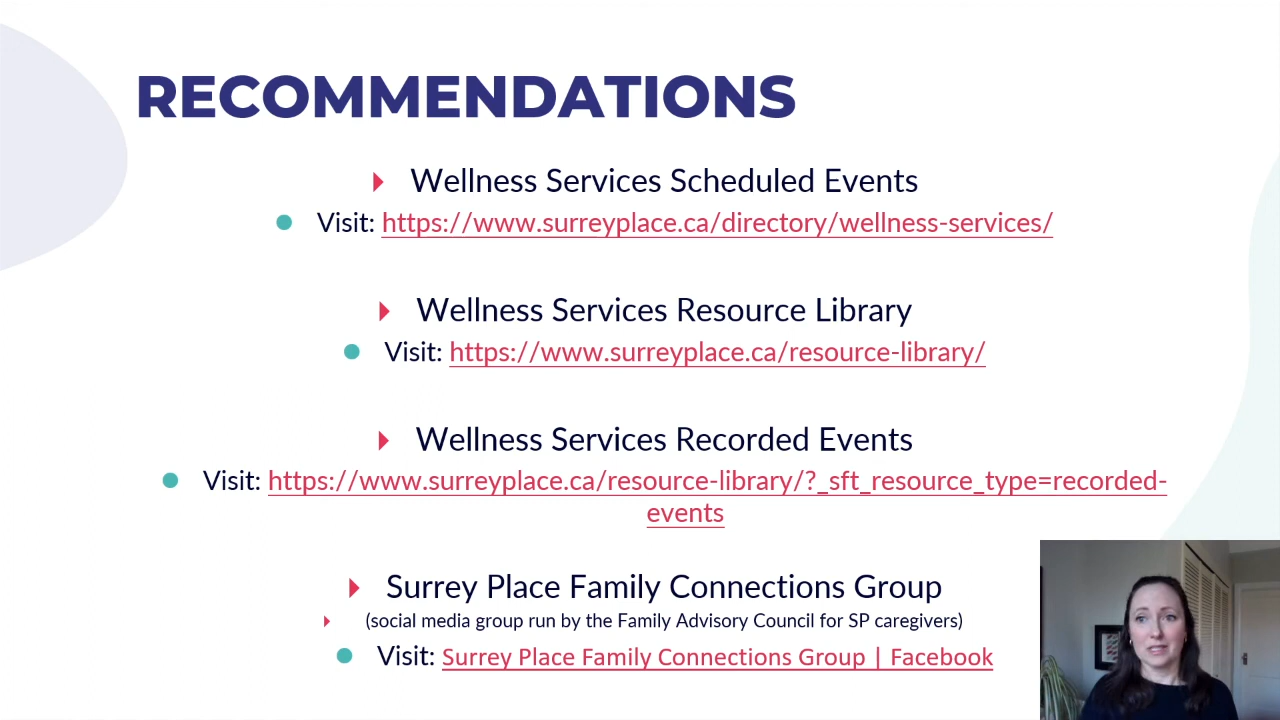 RECOMMENDATIONS
Wellness Services Scheduled Events
Visit: https://www.surreyplace.ca/directory/wellness-services/
Wellness Services Resource Library
Visit: https://www.surreyplace.ca/resource-library/
Wellness Services Recorded Events
Visit: https://www.surreyplace.ca/resource-library/?_sft_resource_type=recorded-
events
Surrey Place Family Connections Group
(social media group run by the Family Advisory Council for SP caregivers)
Visit: Surrey Place Family Connections Group | Facebook